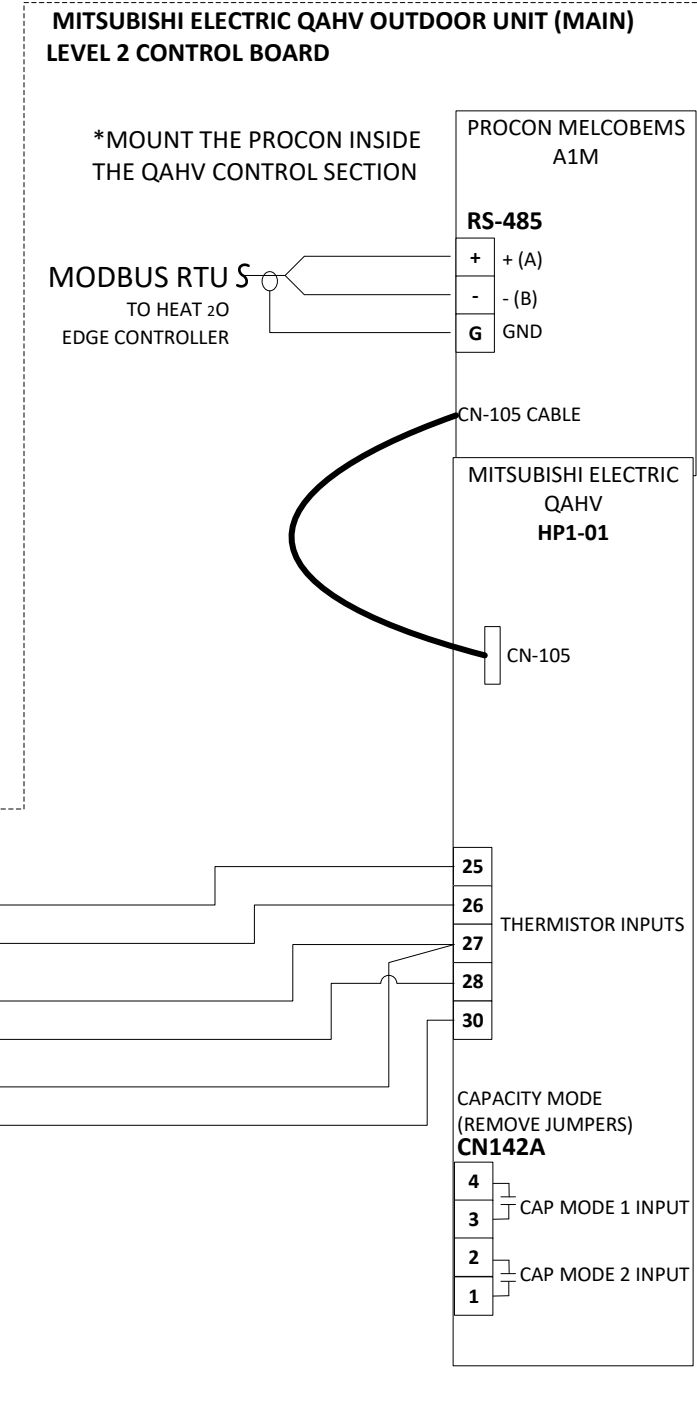 MITSUBISHI ELECTRIC QAHV OUTDOOR UNIT (MAIN)
LEVEL 2 CONTROL BOARD
*MOUNT THE PROCON INSIDE
THE QAHV CONTROL SECTION
PROCON MELCOBEMS
A1M
RS-485
+ + (A)
- - (B)
G GND
MODBUS RTU S
TO HEAT 2O
EDGE CONTROLLER
CN-105 CABLE
MITSUBISHI ELECTRIC
QAHV
HP1-01
CN-105
25
26
THERMISTOR INPUTS
27
28
30
CAPACITY MODE
(REMOVE JUMPERS)
CN142A
4
CAP MODE 1 INPUT
3
2
CAP MODE 2 INPUT
1